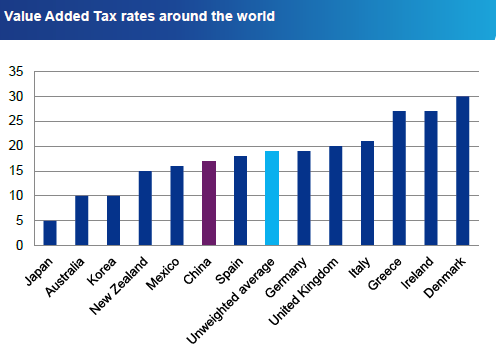 Value Added Tax rates around the world
35
30
25
20
15
10
5
0
Japan
Australia
Korea
New Zealand
Mexico
China
Spain
Unweighted average
Germany
United Kingdom
Italy
Greece
Ireland
Denmark